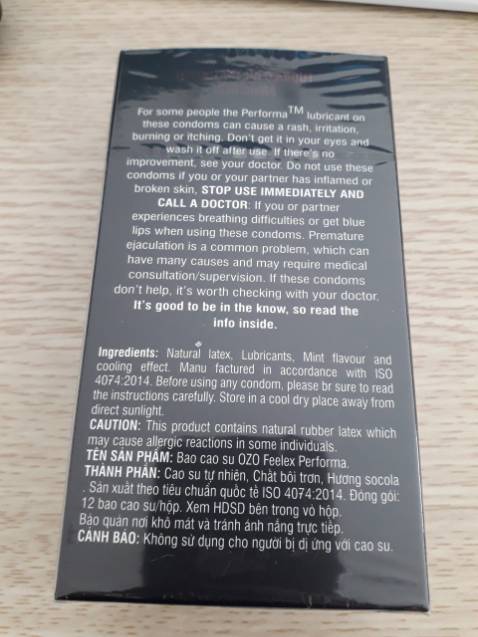 For some people the Performa™ lubricant on
these condoms can cause a rash, irritation,
burning or itching. Don't get it in your eyes and
wash it off after use. If there's no
improvement, see your doctor. Do not use these
condoms if you or your partner has inflamed or
broken skin, STOP USE IMMEDIATELY AND
CALL A DOCTOR: If you or partner
experiences breathing difficulties or get blue
lips when using these condoms. Premature
ejaculation is a common problem, which can
have many causes and may require medical
consultation/supervision. If these condoms
don't help, it's worth checking with your doctor.
It's good to be in the know, so read the
info inside.
Ingredients: Natural latex, Lubricants, Mint flavour and
cooling effect. Manu factured in accordance with ISO
4074:2014. Before using any condom, please br sure to read
the instructions carefully. Store in a cool dry place away from
direct sunlight.
CAUTION: This product contains natural rubber latex which
may cause allergic reactions in some individuals.
TÊN SẢN PHẨM: Bao cao su OZO Feelex Performa.
THÀNH PHẦN: Cao su tự nhiên, Chất bôi trơn, Hương socola
. Sản xuất theo tiêu chuẩn quốc tế ISO 4074:2014. Đóng gói:
12 bao cao su/hộp. Xem HDSD bên trong vỏ hộp.
Bảo quản nơi khô mát và tránh ánh nắng trực tiếp.
CẢNH BÁO: Không sử dụng cho người bị dị ứng với cao su.